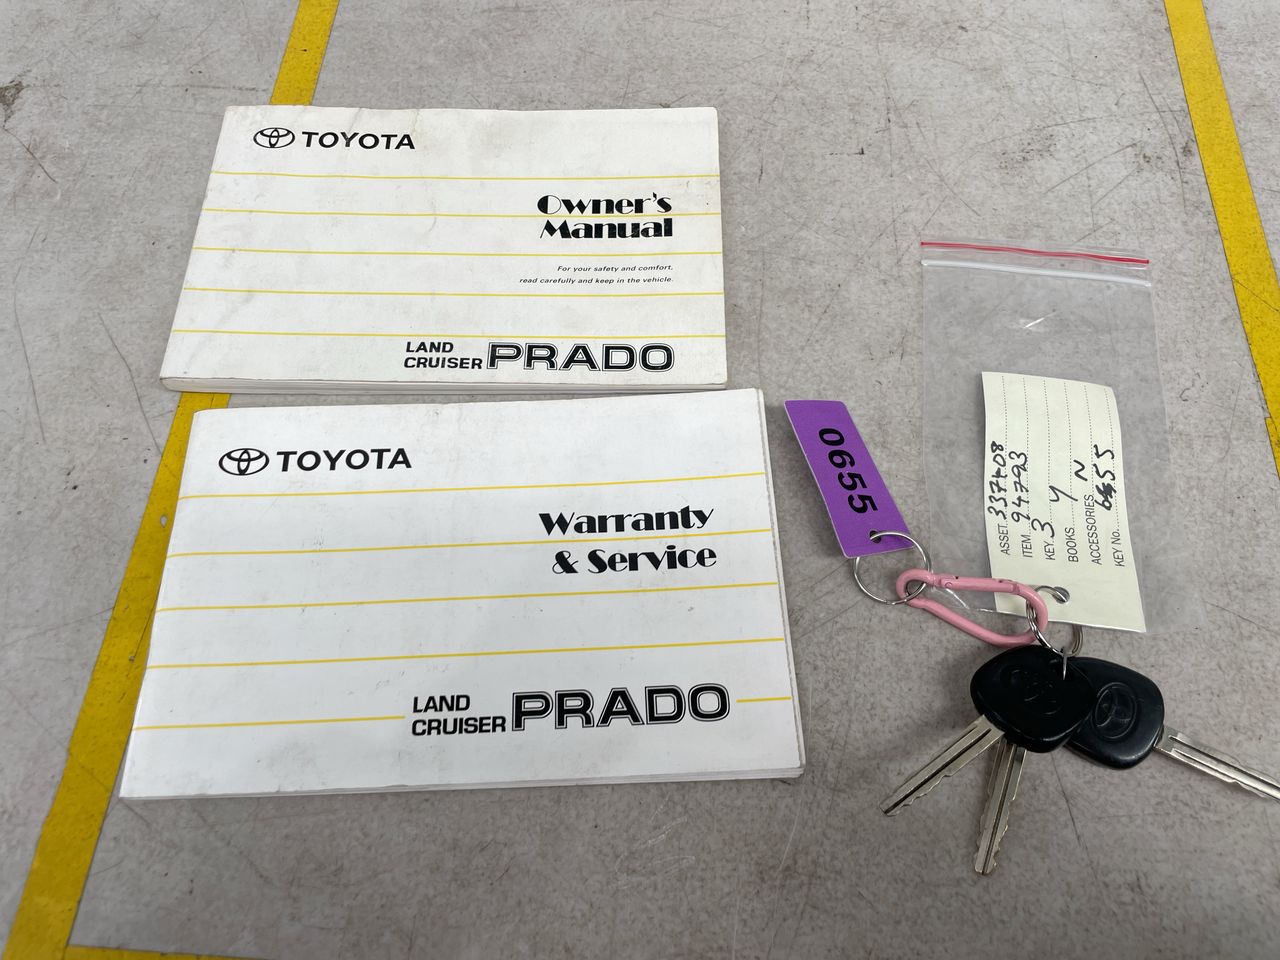 TOYOTA
Owner's
Manual
For your safety and comfort,
read carefully and keep in the vehicle.
LAND
CRUISER PRADO
TOYOTA
Warranty
& Service
LAND
CRUISER PRADO
0655
ASSET 337408
ITEM 94793
KEY 3
BOOKS Y
ACCESSORIES N
KEY No. 655